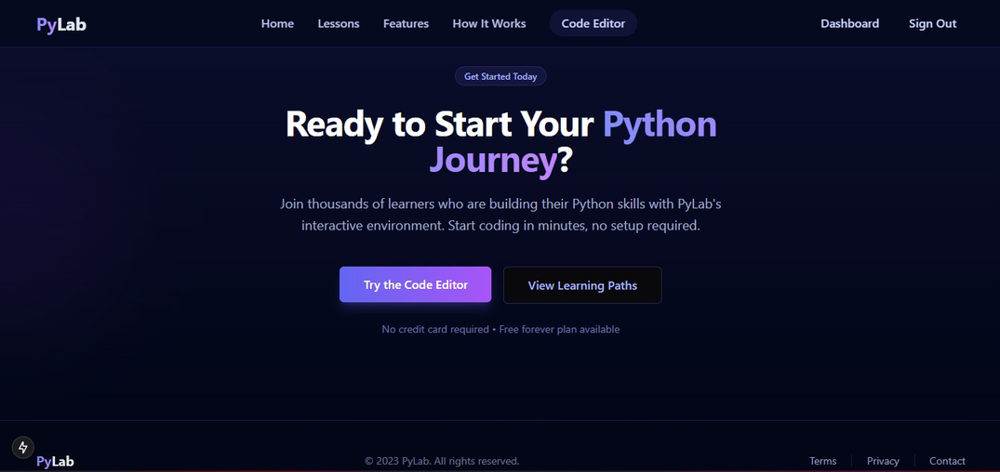 PyLab
Home
Lessons
Features
How It Works
Code Editor
Dashboard
Sign Out
Get Started Today
Ready to Start Your Python
Journey?
Join thousands of learners who are building their Python skills with PyLab's
interactive environment. Start coding in minutes, no setup required.
Try the Code Editor
View Learning Paths
No credit card required • Free forever plan available
PyLab
© 2023 PyLab. All rights reserved.
Terms
Privacy
Contact